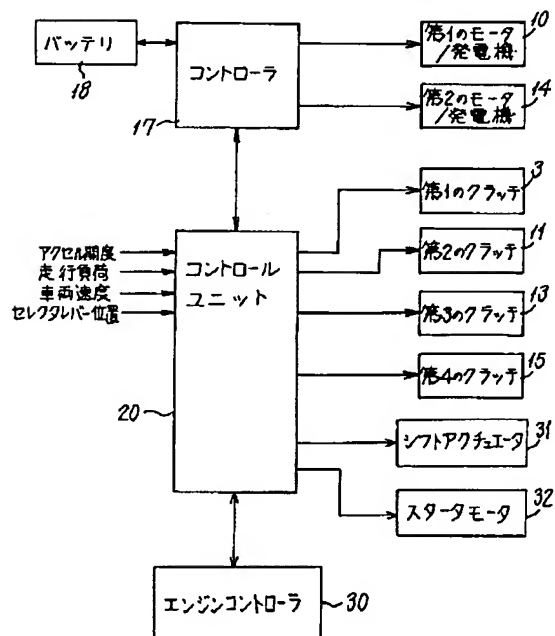 バッテリ
18
コントローラ
17
第1のモータ
/発電機
10
第2のモータ
/発電機
14
アクセル開度
走行負荷
車両速度
セレクタレバー位置
コントロール
ユニット
20
第1のクラッチ
3
第2のクラッチ
11
第3のクラッチ
13
第4のクラッチ
15
シフトアクチュエータ
31
スタータモータ
32
エンジンコントローラ
30